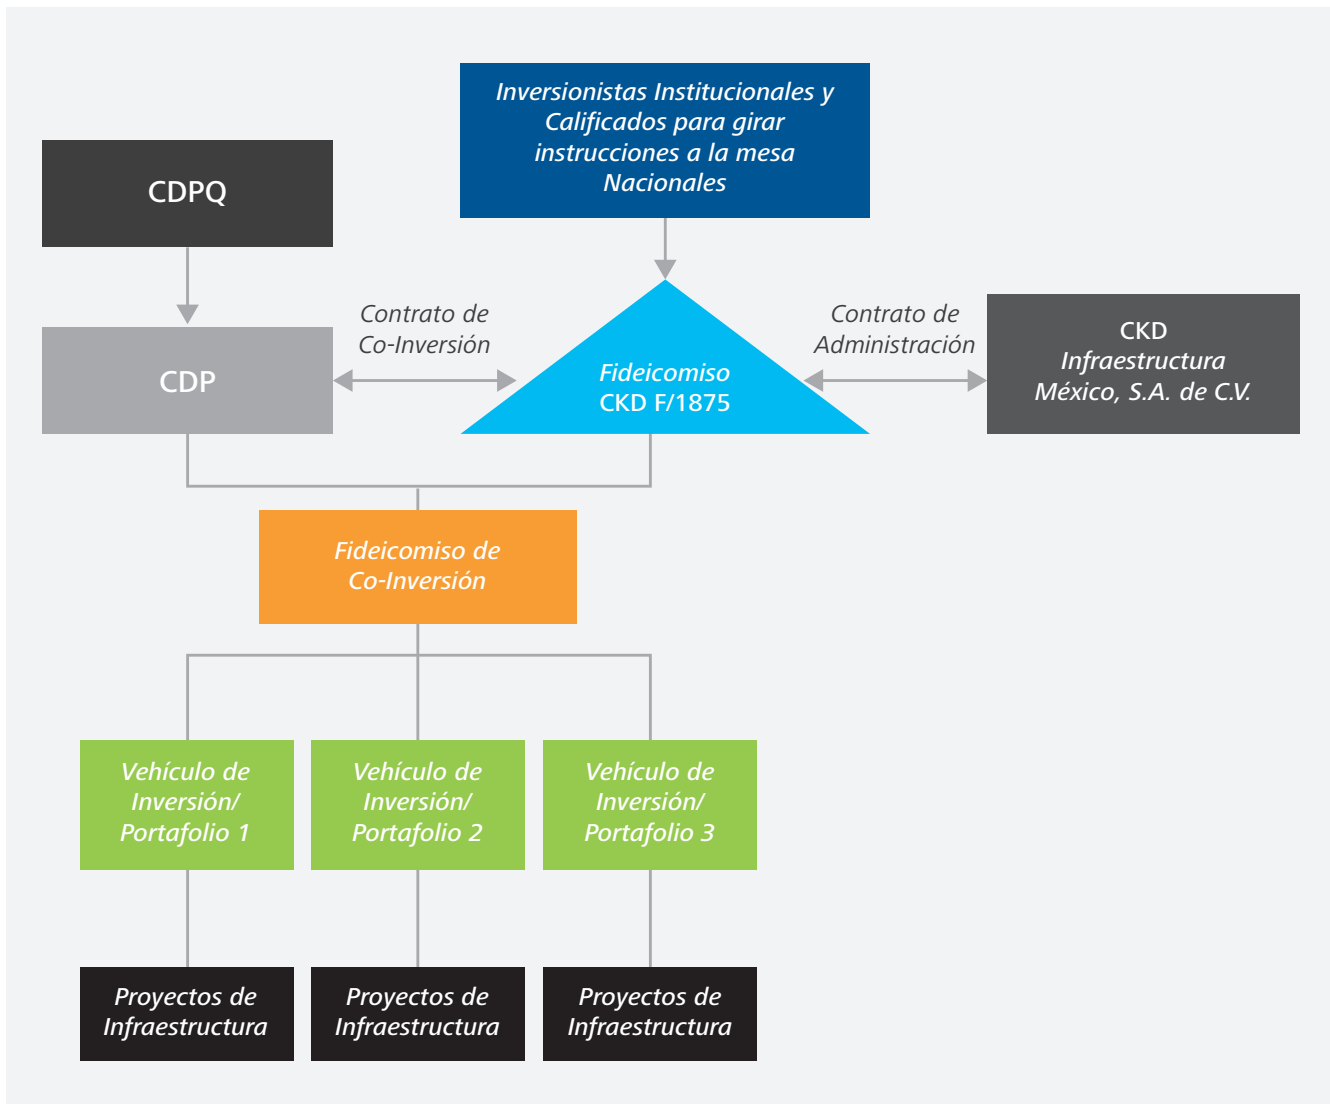 Inversionistas Institucionales y
Calificados para girar
instrucciones a la mesa
Nacionales
CDPQ
Contrato de
Co-Inversión
Contrato de
Administración
CDP
Fideicomiso
CKD F/1875
CKD
Infraestructura
México, S.A. de C.V.
Fideicomiso de
Co-Inversión
Vehículo de
Inversión/
Portafolio 1
Vehículo de
Inversión/
Portafolio 2
Vehículo de
Inversión/
Portafolio 3
Proyectos de
Infraestructura
Proyectos de
Infraestructura
Proyectos de
Infraestructura